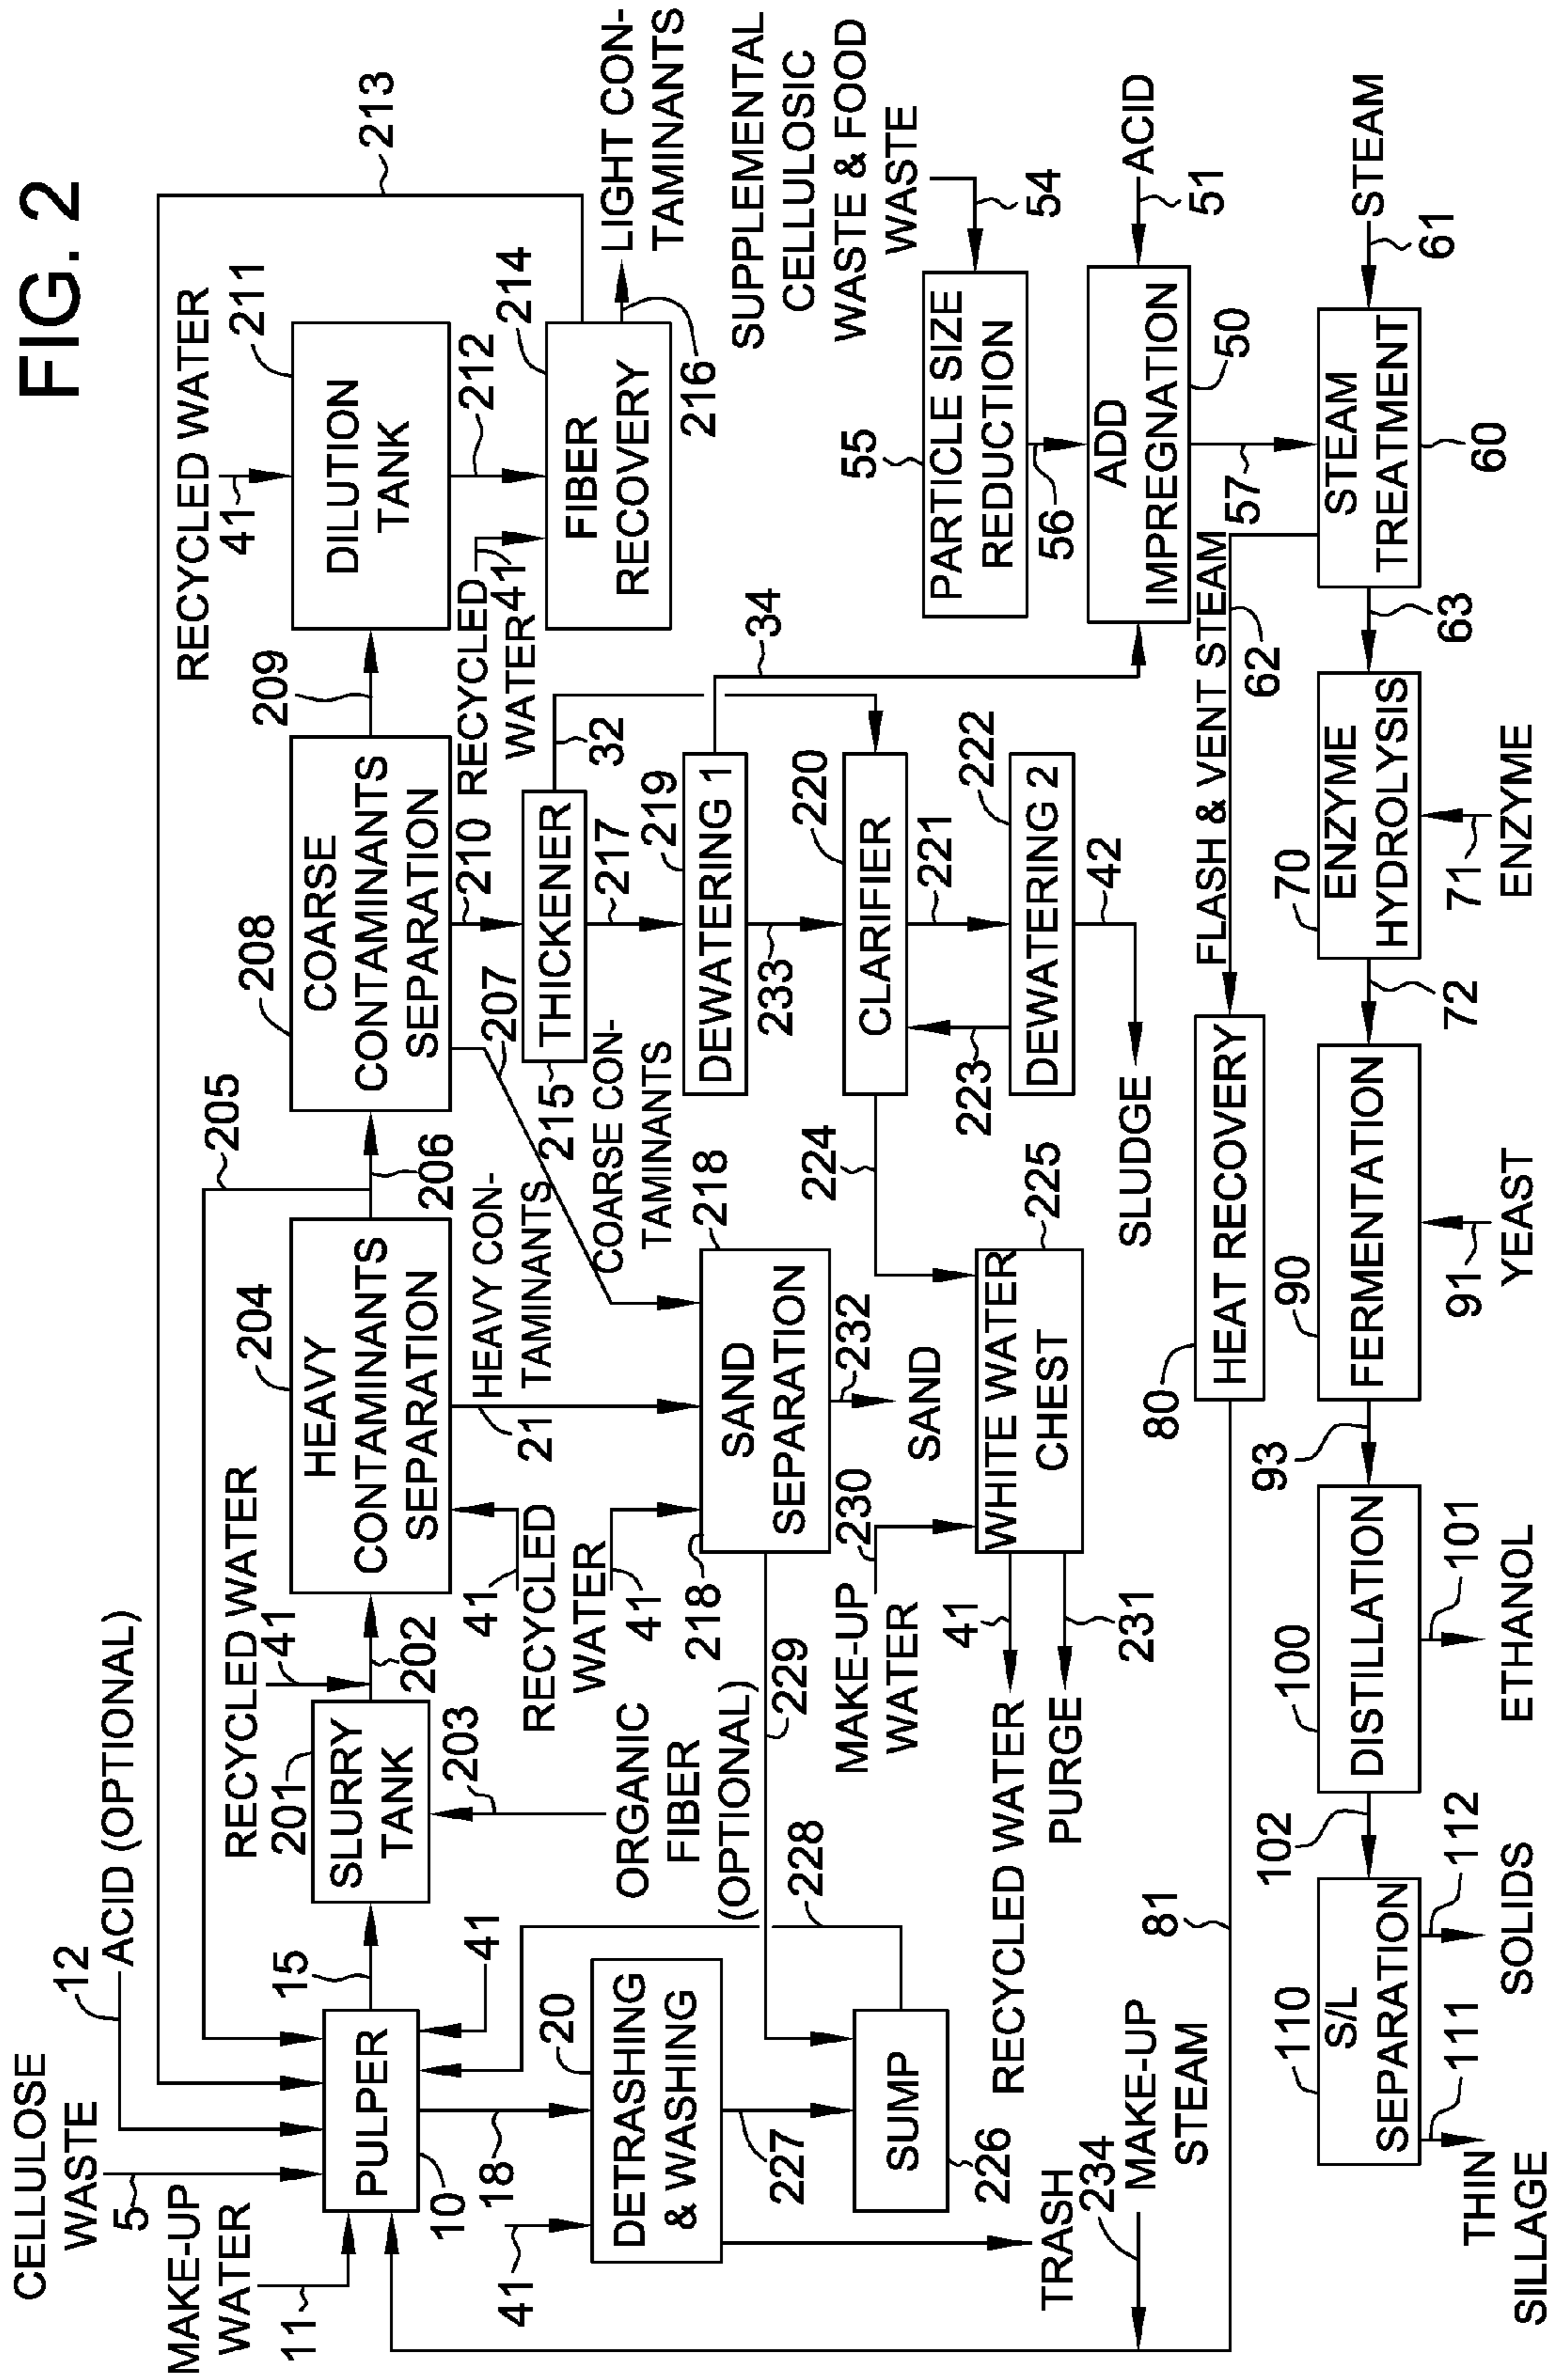 FIG. 2
CELLULOSE
WASTE
5
MAKE-UP
WATER
11
12
ACID (OPTIONAL)
PULPER
10
15
41
18
41
DETRASHING
& WASHING
20
227
TRASH
SUMP
226
228
229
RECYCLED WATER
41
201
SLURRY
TANK
202
203
ORGANIC
FIBER
(OPTIONAL)
205
204
HEAVY
CONTAMINANTS
SEPARATION
206
41
RECYCLED
WATER
41
21
HEAVY CON-
TAMINANTS
208
COARSE
CONTAMINANTS
SEPARATION
207
COARSE CON-
TAMINANTS
209
210
RECYCLED WATER
41
211
DILUTION
TANK
212
213
RECYCLED
WATER
41
214
FIBER
RECOVERY
216
LIGHT CON-
TAMINANTS
218
SAND
SEPARATION
218
232
SAND
215
THICKENER
32
217
219
DEWATERING 1
34
233
220
CLARIFIER
221
222
DEWATERING 2
223
42
SLUDGE
224
225
WHITE WATER
CHEST
230
MAKE-UP
WATER
41
RECYCLED WATER
231
PURGE
SUPPLEMENTAL
CELLULOSIC
WASTE & FOOD
WASTE
54
55
PARTICLE SIZE
REDUCTION
56
ACID
51
ADD
IMPREGNATION
50
57
STEAM
61
STEAM
TREATMENT
60
FLASH & VENT STEAM
62
63
80
HEAT RECOVERY
81
234
MAKE-UP
STEAM
70
ENZYME
HYDROLYSIS
71
ENZYME
72
90
FERMENTATION
91
YEAST
93
100
DISTILLATION
101
ETHANOL
102
110
S/L
SEPARATION
111
112
THIN
SILLAGE
SOLIDS